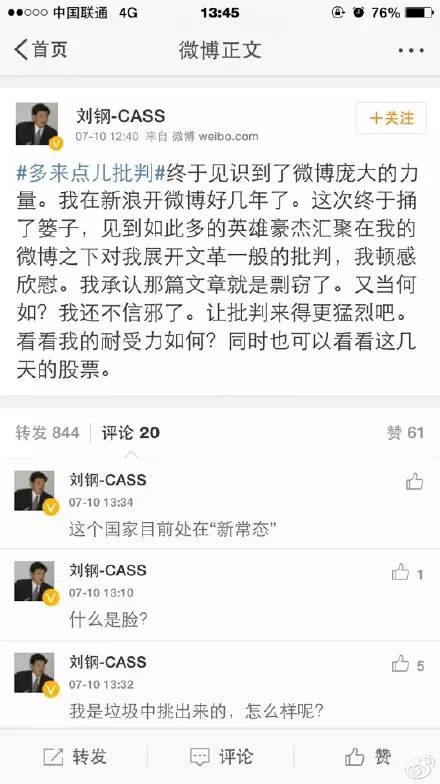 中国联通 4G 13:45 76%
首页 微博正文
刘钢-CASS
+关注
07-10 12:40 来自 微博 weibo.com
#多来点儿批判#终于见识到了微博庞大的力
量。我在新浪开微博好几年了。这次终于捅
了篓子，见到如此多的英雄豪杰汇聚在我的
微博之下对我展开文革一般的批判，我顿感
欣慰。我承认那篇文章就是剽窃了。又当何
如？我还不信邪了。让批判来得更猛烈吧。
看看我的耐受力如何？同时也可以看看这几
天的股票。
转发 844 评论 20 赞 61
刘钢-CASS
07-10 13:34
这个国家目前处在“新常态”
刘钢-CASS
1
07-10 13:10
什么是脸？
刘钢-CASS
5
07-10 13:32
我是垃圾中挑出来的，怎么样呢？
转发 评论 赞